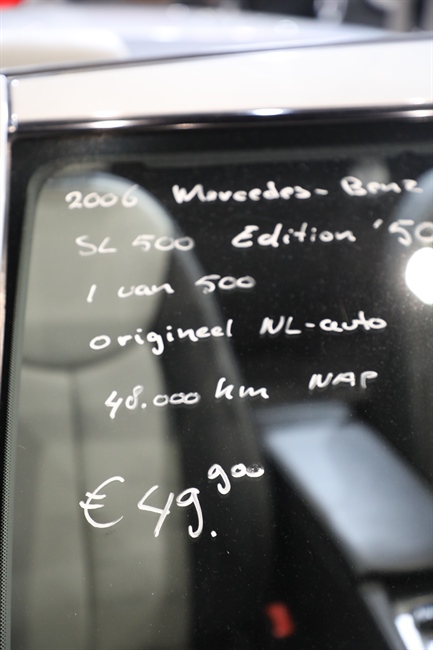 2006 Mercedes-Benz
SL 500 Edition '50
1 van 500
origineel NL-auto
48.000 km NAP
€ 49.900